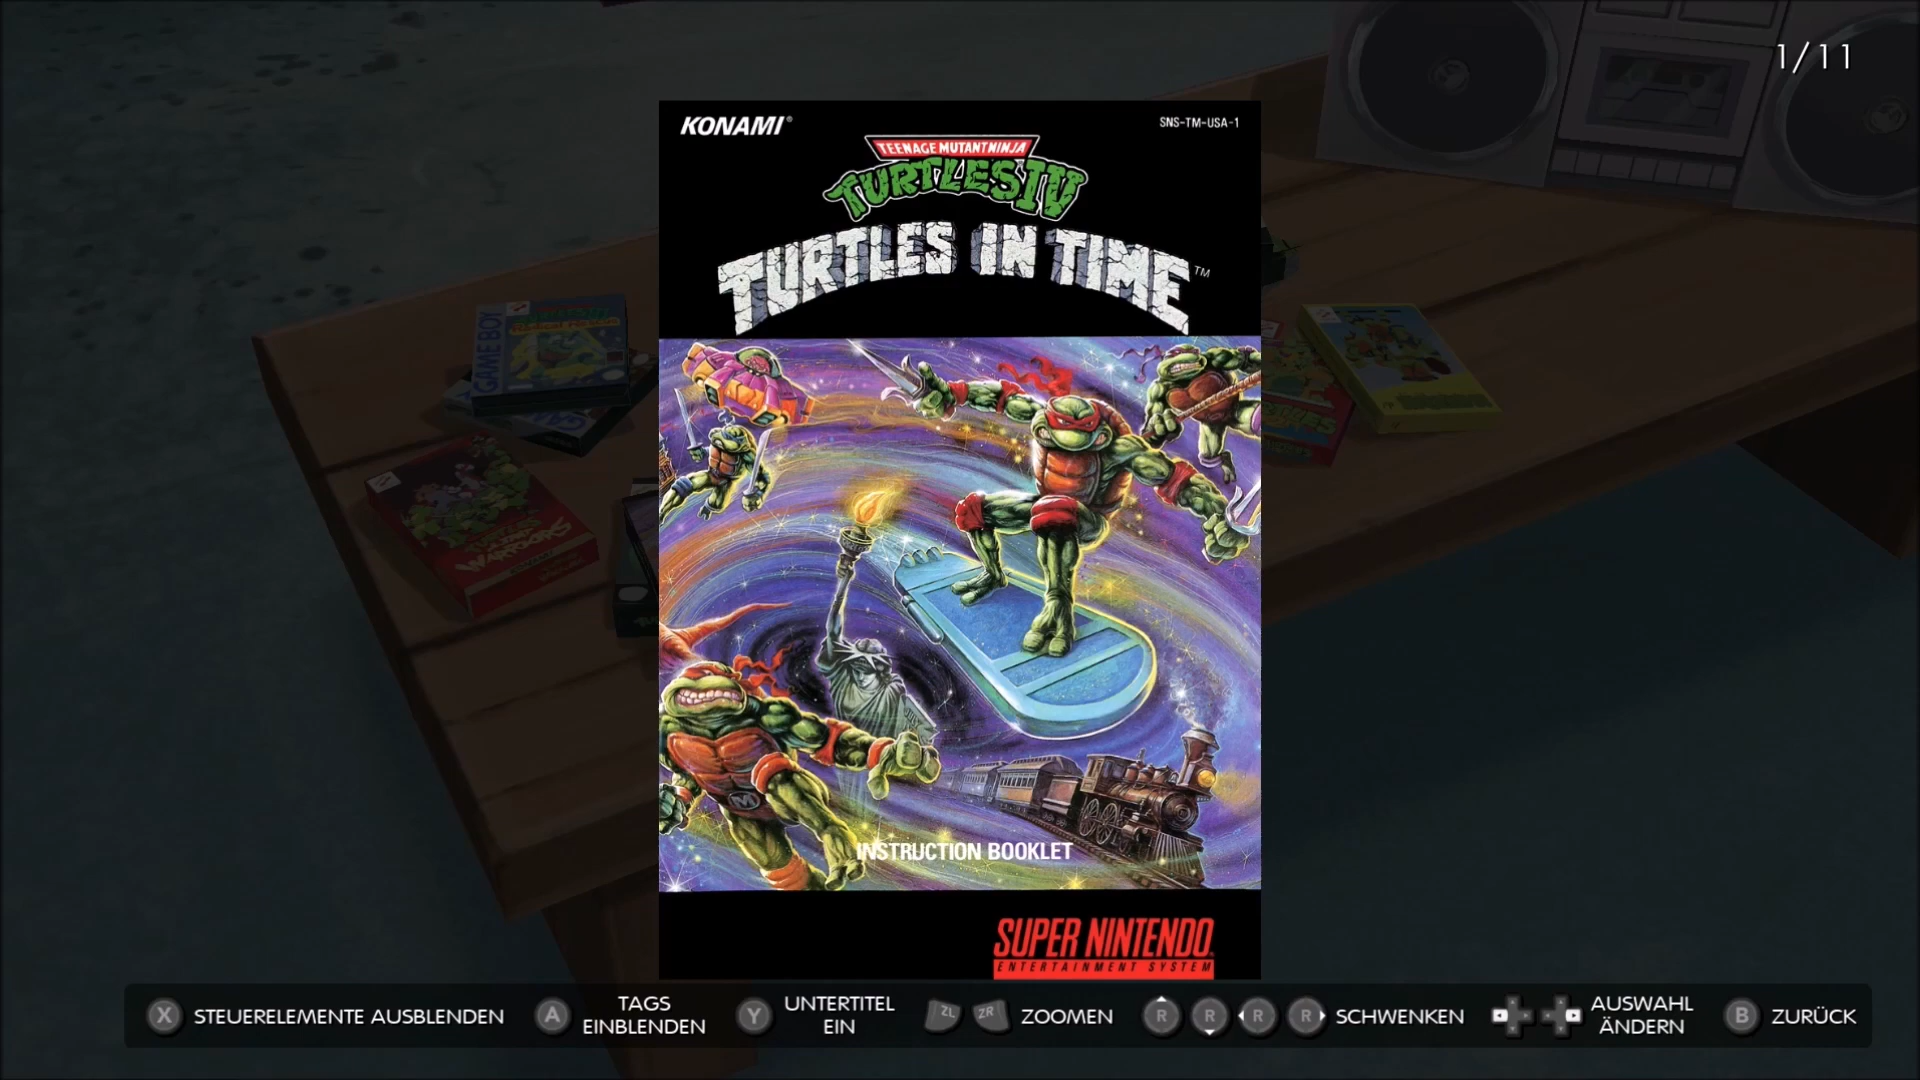 1/11
KONAMI®
SNS-TM-USA-1
TEENAGE MUTANT NINJA
TURTLES IV
TURTLES IN TIME™
GAME BOY
INSTRUCTION BOOKLET
SUPER NINTENDO
ENTERTAINMENT SYSTEM
X STEUERELEMENTE AUSBLENDEN
A TAGS
EINBLENDEN
Y UNTERTITEL
EIN
ZL ZR ZOOMEN
R R R R SCHWENKEN
AUSWAHL
ÄNDERN
B ZURÜCK